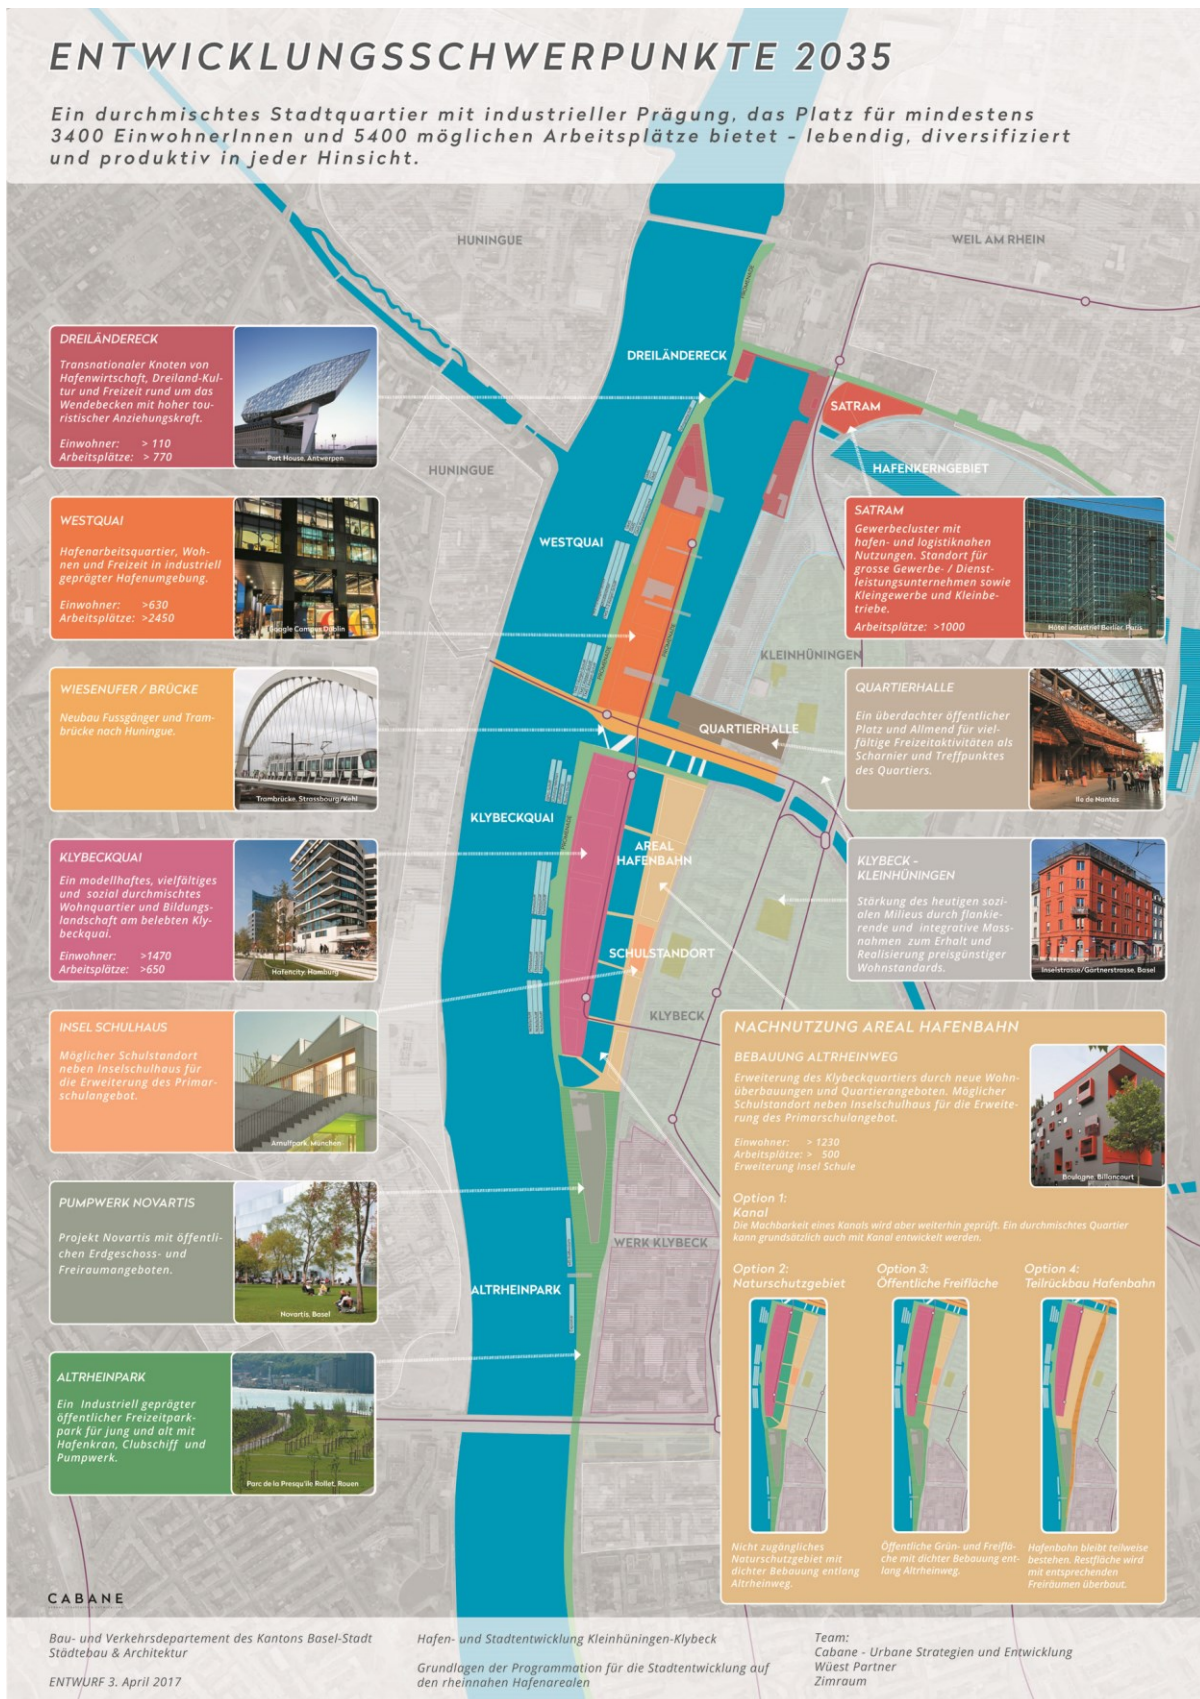 ENTWICKLUNGSSCHWERPUNKTE 2035
Ein durchmischtes Stadtquartier mit industrieller Prägung, das Platz für mindestens
3400 EinwohnerInnen und 5400 möglichen Arbeitsplätze bietet - lebendig, diversifiziert
und produktiv in jeder Hinsicht.
HUNINGUE
WEIL AM RHEIN
PROMENADE
DREILÄNDERECK
SATRAM
HAFENKERNGEBIET
HUNINGUE
WESTQUAI
KLEINHÜNINGEN
PROMENADE
PROMENADE
QUARTIERHALLE
KLYBECKQUAI
PROMENADE
AREAL
HAFENBAHN
SCHULSTANDORT
KLYBECK
WERK KLYBECK
ALTRHEINPARK
DREILÄNDERECK
Transnationaler Knoten von
Hafenwirtschaft, Dreiland-Kul-
tur und Freizeit rund um das
Wendebecken mit hoher tou-
ristischer Anziehungskraft.
Einwohner: > 110
Arbeitsplätze: > 770
Port House, Antwerpen
WESTQUAI
Hafenarbeitsquartier, Woh-
nen und Freizeit in industriell
geprägter Hafenumgebung.
Einwohner: >630
Arbeitsplätze: >2450
Google Campus Dublin
WIESENUFER / BRÜCKE
Neubau Fussgänger und Tram-
brücke nach Huningue.
Trambrücke, Strassbourg/Kehl
KLYBECKQUAI
Ein modellhaftes, vielfältiges
und sozial durchmischtes
Wohnquartier und Bildungs-
landschaft am belebten Kly-
beckquai.
Einwohner: >1470
Arbeitsplätze: >650
Hafencity, Hamburg
INSEL SCHULHAUS
Möglicher Schulstandort
neben Inselschulhaus für
die Erweiterung des Primar-
schulangebot.
Arnulfpark, München
PUMPWERK NOVARTIS
Projekt Novartis mit öffentli-
chen Erdgeschoss- und
Freiraumangeboten.
Novartis, Basel
ALTRHEINPARK
Ein Industriell geprägter
öffentlicher Freizeitpark-
park für jung und alt mit
Hafenkran, Clubschiff und
Pumpwerk.
Parc de la Presqu'île Rollet, Rouen
SATRAM
Gewerbecluster mit
hafen- und logistiknahen
Nutzungen. Standort für
grosse Gewerbe- / Dienst-
leistungsunternehmen sowie
Kleingewerbe und Kleinbe-
triebe.
Arbeitsplätze: >1000
Hôtel industriel Berlier, Paris
QUARTIERHALLE
Ein überdachter öffentlicher
Platz und Allmend für viel-
fältige Freizeitaktivitäten als
Scharnier und Treffpunktes
des Quartiers.
Ile de Nantes
KLYBECK -
KLEINHÜNINGEN
Stärkung des heutigen sozi-
alen Milieus durch flankie-
rende und integrative Mass-
nahmen zum Erhalt und
Realisierung preisgünstiger
Wohnstandards.
Inselstrasse/Gärtnerstrasse, Basel
NACHNUTZUNG AREAL HAFENBAHN
BEBAUUNG ALTRHEINWEG
Erweiterung des Klybeckquartiers durch neue Wohn-
überbauungen und Quartierangeboten. Möglicher
Schulstandort neben Inselschulhaus für die Erweite-
rung des Primarschulangebot.
Einwohner: > 1230
Arbeitsplätze: > 500
Erweiterung Insel Schule
Boulogne, Billancourt
Option 1:
Kanal
Die Machbarkeit eines Kanals wird aber weiterhin geprüft. Ein durchmischtes Quartier
kann grundsätzlich auch mit Kanal entwickelt werden.
Option 2:
Naturschutzgebiet
Nicht zugängliches
Naturschutzgebiet mit
dichter Bebauung entlang
Altrheinweg.
Option 3:
Öffentliche Freifläche
Öffentliche Grün- und Freiflä-
che mit dichter Bebauung ent-
lang Altrheinweg.
Option 4:
Teilrückbau Hafenbahn
Hafenbahn bleibt teilweise
bestehen. Restfläche wird
mit entsprechenden
Freiräumen überbaut.
CABANE
Bau- und Verkehrsdepartement des Kantons Basel-Stadt
Städtebau & Architektur
ENTWURF 3. April 2017
Hafen- und Stadtentwicklung Kleinhüningen-Klybeck
Grundlagen der Programmation für die Stadtentwicklung auf
den rheinnahen Hafenarealen
Team:
Cabane - Urbane Strategien und Entwicklung
Wüest Partner
Zimraum